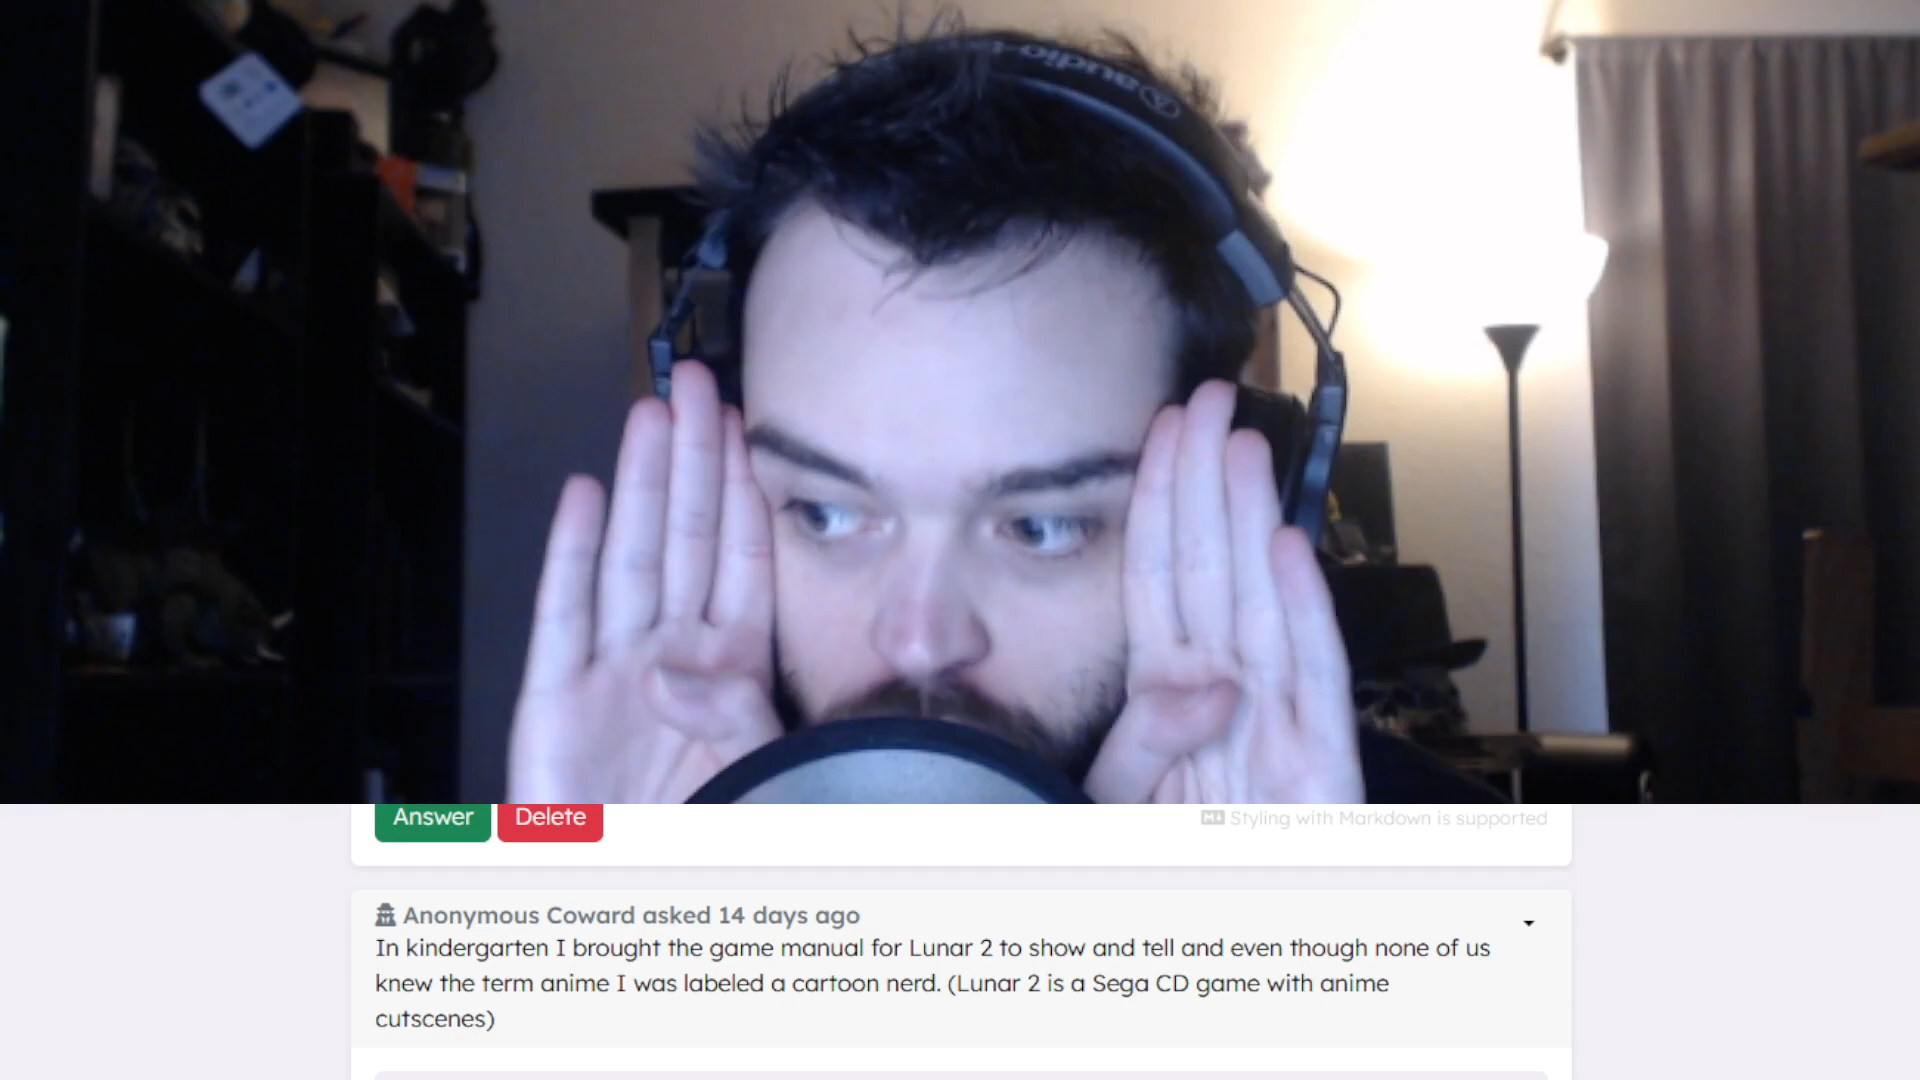 audio-t
Answer Delete
Styling with Markdown is supported
Anonymous Coward asked 14 days ago
In kindergarten I brought the game manual for Lunar 2 to show and tell and even though none of us
knew the term anime I was labeled a cartoon nerd. (Lunar 2 is a Sega CD game with anime
cutscenes)